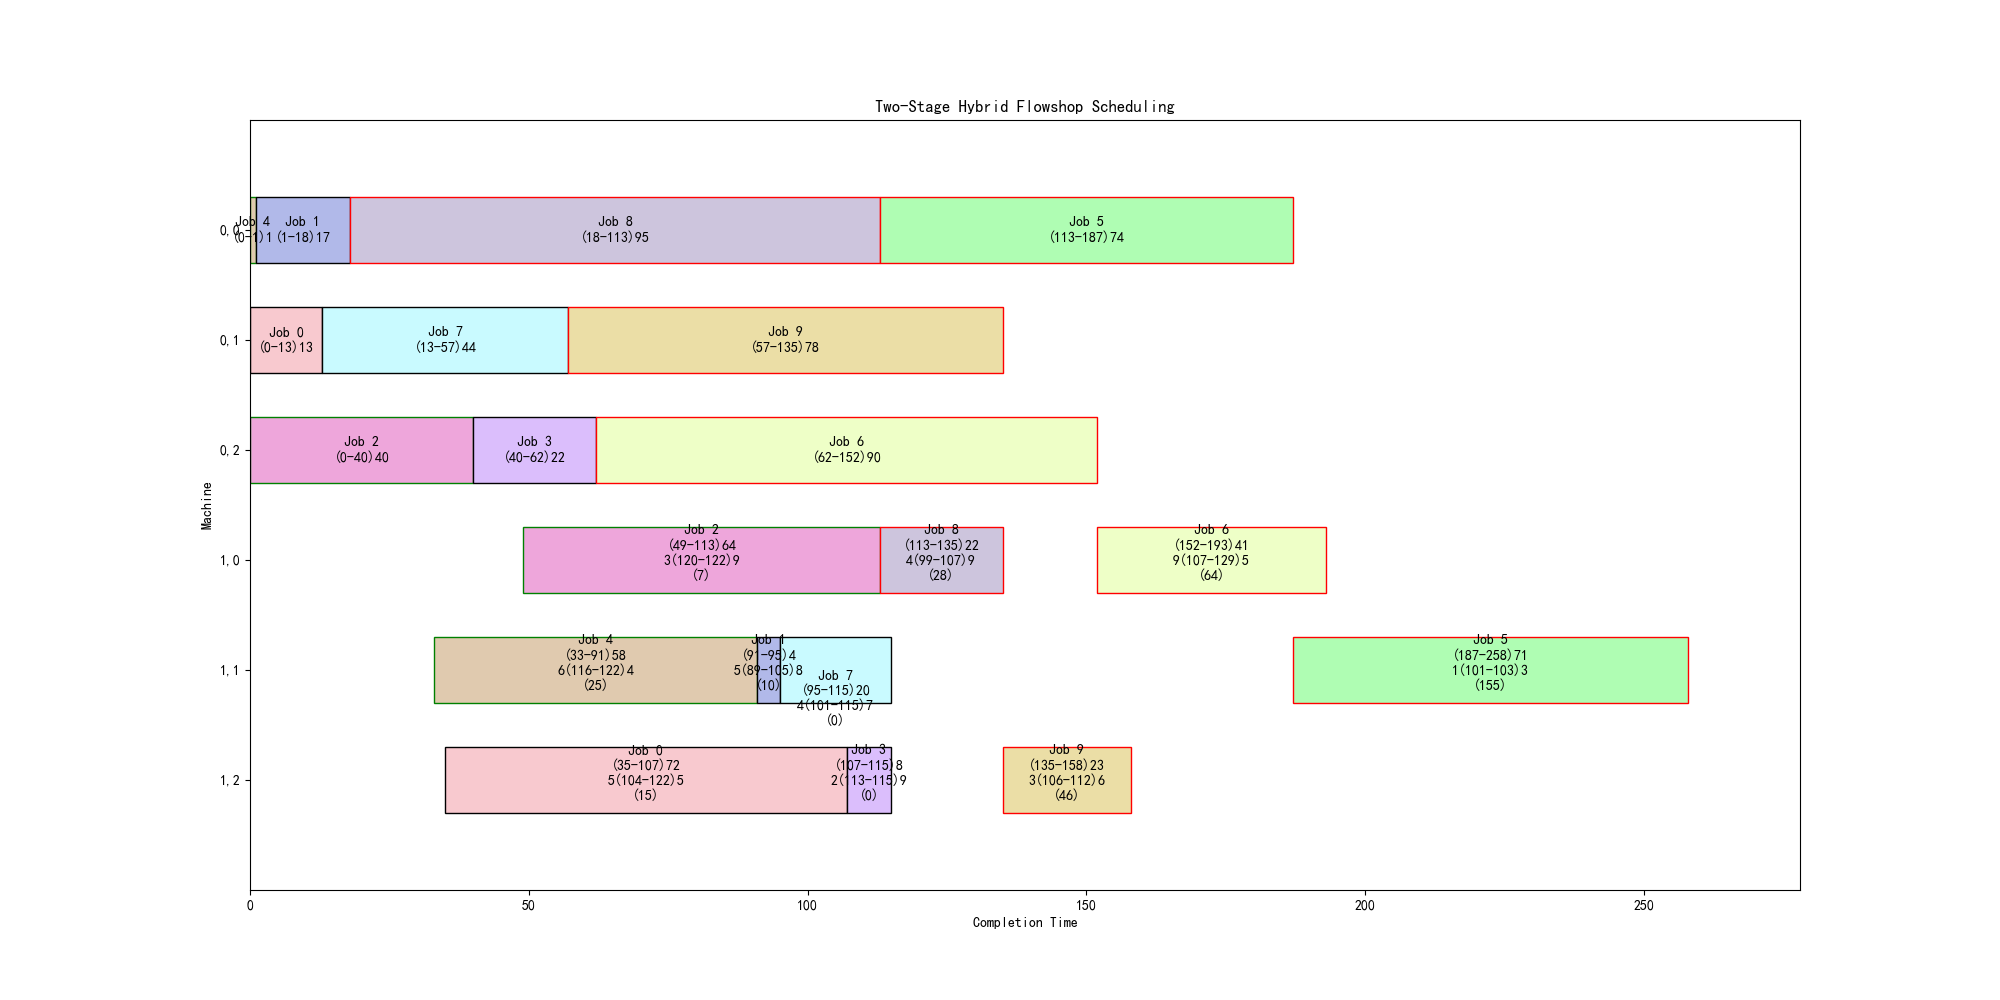 Two-Stage Hybrid Flowshop Scheduling
Machine
0,0
Job 4
(0-1)1
Job 1
(1-18)17
Job 8
(18-113)95
Job 5
(113-187)74
0,1
Job 0
(0-13)13
Job 7
(13-57)44
Job 9
(57-135)78
0,2
Job 2
(0-40)40
Job 3
(40-62)22
Job 6
(62-152)90
1,0
Job 2
(49-113)64
3(120-122)9
(7)
Job 8
(113-135)22
4(99-107)9
(28)
Job 6
(152-193)41
9(107-129)5
(64)
1,1
Job 4
(33-91)58
6(116-122)4
(25)
Job 1
(91-95)4
5(89-105)8
(10)
Job 7
(95-115)20
4(101-115)7
(0)
Job 5
(187-258)71
1(101-103)3
(155)
1,2
Job 0
(35-107)72
5(104-122)5
(15)
Job 3
(107-115)8
2(113-115)9
(0)
Job 9
(135-158)23
3(106-112)6
(46)
0
50
100
150
200
250
Completion Time